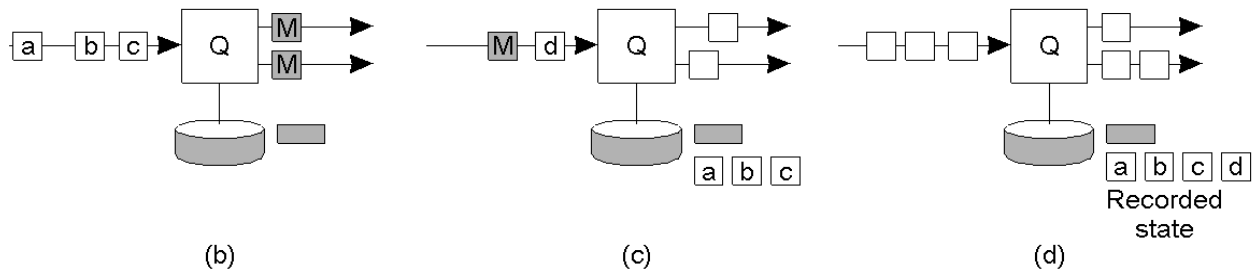 a b c Q M
M
(b)
M d Q
a b c
(c)
Q
a b c d
Recorded
state
(d)